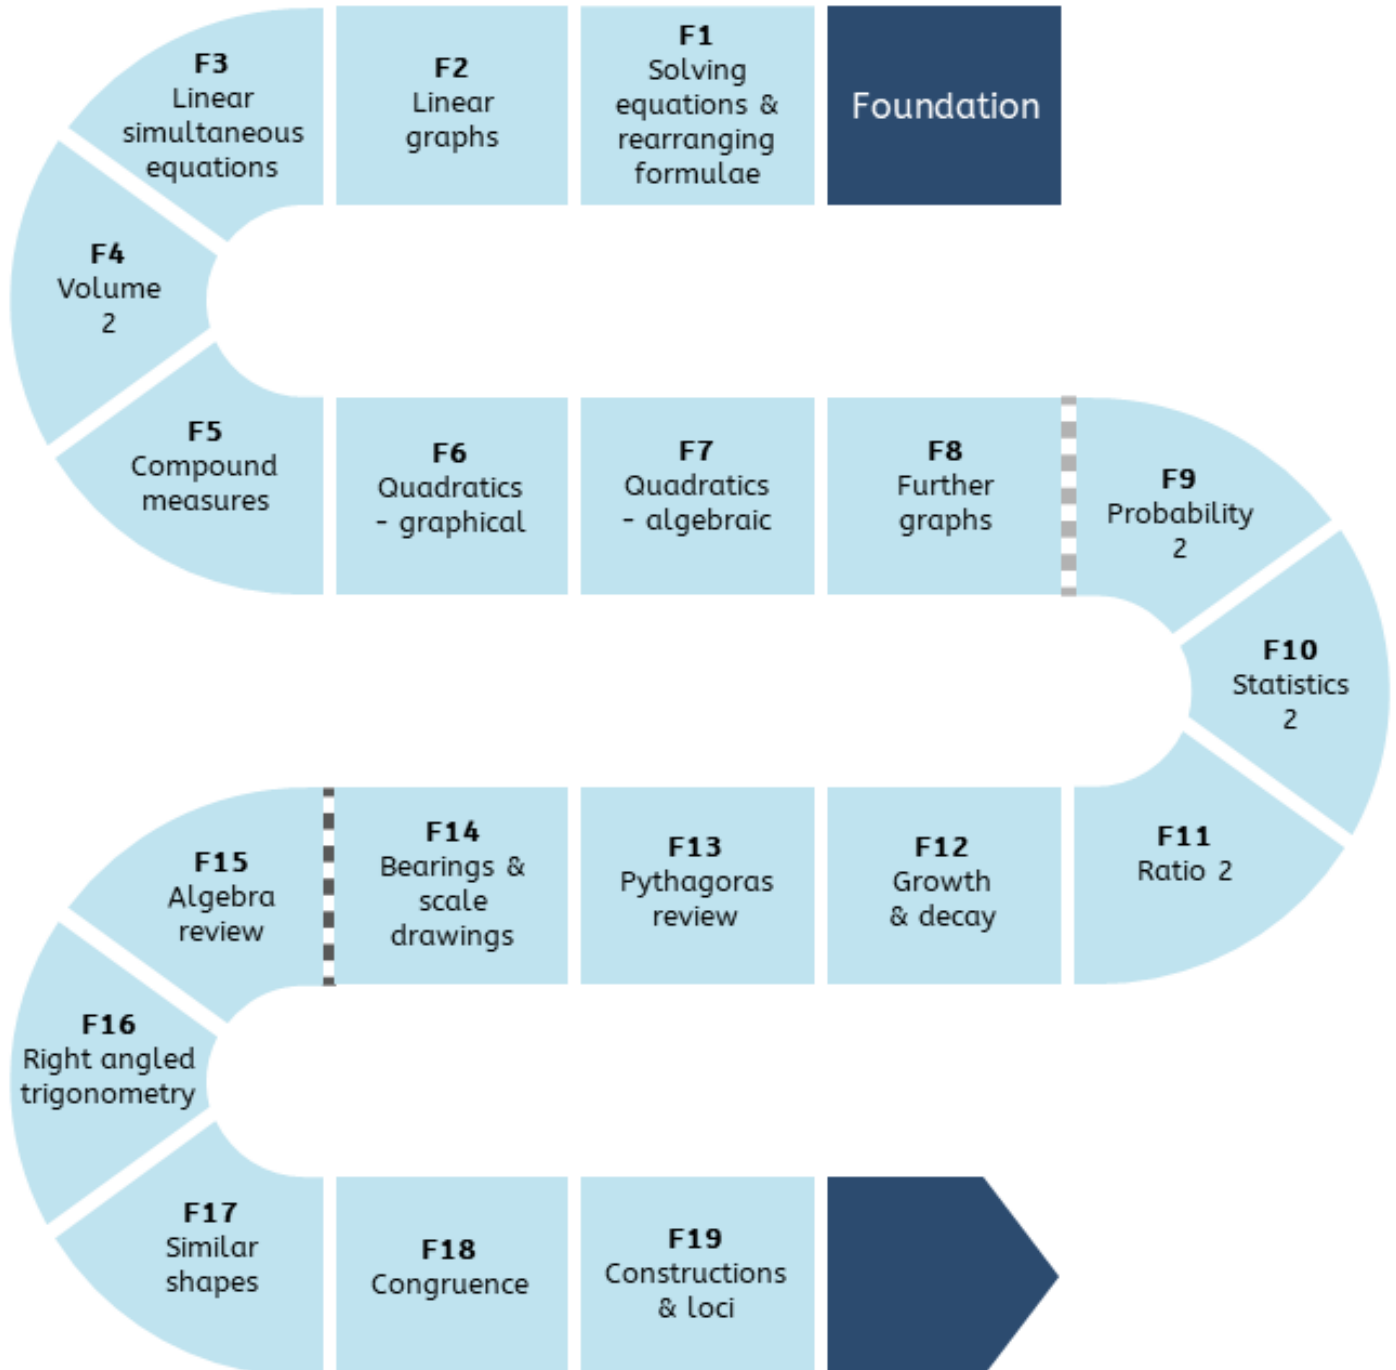 Foundation
F1
Solving
equations &
rearranging
formulae
F2
Linear
graphs
F3
Linear
simultaneous
equations
F4
Volume
2
F5
Compound
measures
F6
Quadratics
- graphical
F7
Quadratics
- algebraic
F8
Further
graphs
F9
Probability
2
F10
Statistics
2
F11
Ratio 2
F12
Growth
& decay
F13
Pythagoras
review
F14
Bearings &
scale
drawings
F15
Algebra
review
F16
Right angled
trigonometry
F17
Similar
shapes
F18
Congruence
F19
Constructions
& loci